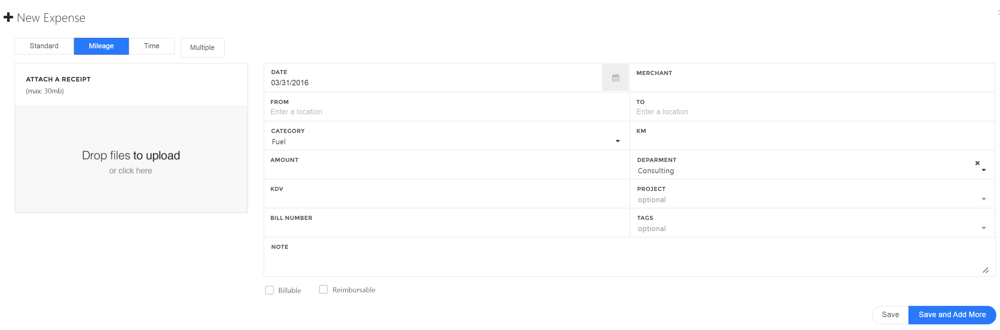 New Expense
Standard
Mileage
Time
Multiple
ATTACH A RECEIPT
(max: 30mb)
Drop files to upload
or click here
DATE
03/31/2016
MERCHANT
FROM
Enter a location
TO
Enter a location
CATEGORY
Fuel
KM
AMOUNT
DEPARMENT
Consulting
KDV
PROJECT
optional
BILL NUMBER
TAGS
optional
NOTE
Billable
Reimbursable
Save
Save and Add More